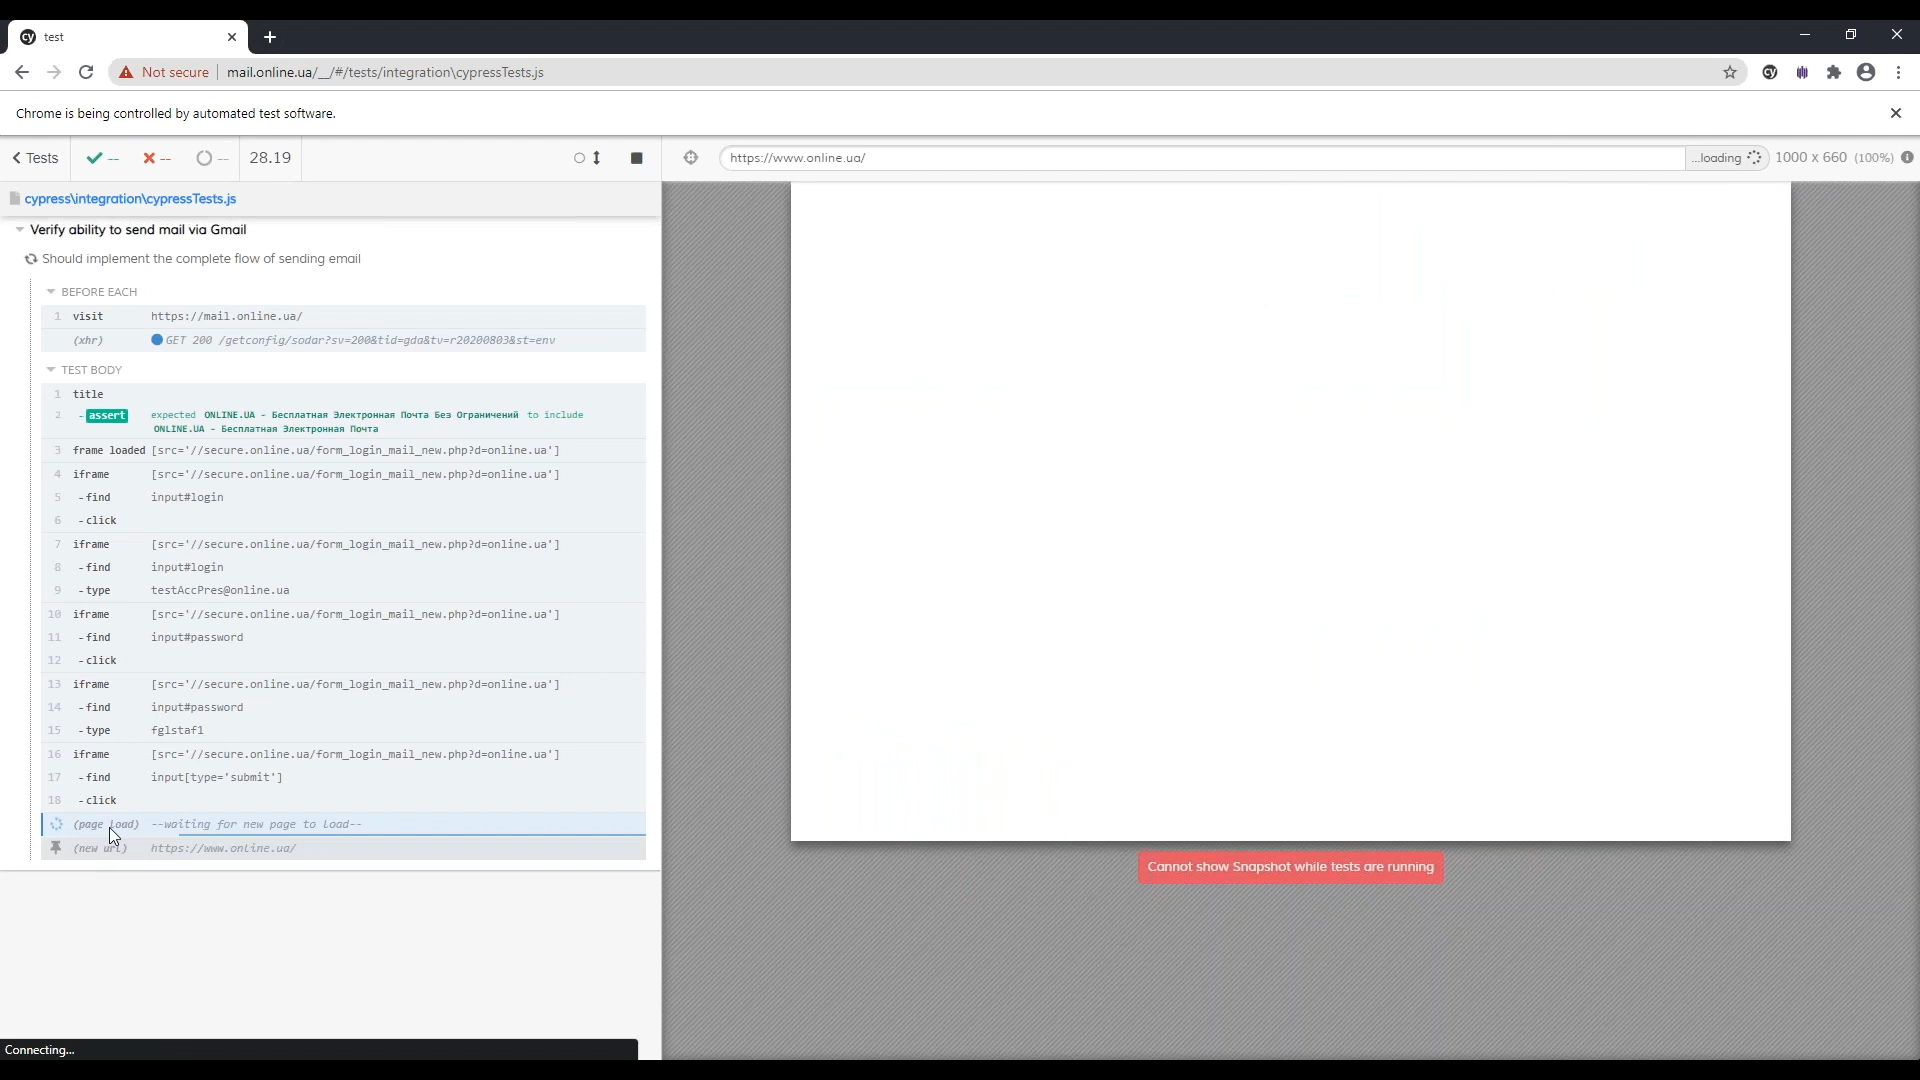 test
Not secure
mail.online.ua/__/#/tests/integration\cypressTests.js
Chrome is being controlled by automated test software.
Tests
--
--
--
28.19
https://www.online.ua/
...loading
1000 x 660 (100%)
cypress\integration\cypressTests.js
Verify ability to send mail via Gmail
Should implement the complete flow of sending email
BEFORE EACH
1 visit https://mail.online.ua/
(xhr) GET 200 /getconfig/sodar?sv=200&tid=gda&tv=r20200803&st=env
TEST BODY
1 title
2 -assert expected ONLINE.UA - Бесплатная Электронная Почта Без Ограничений to include
ONLINE.UA - Бесплатная Электронная Почта
3 frame loaded [src='//secure.online.ua/form_login_mail_new.php?d=online.ua']
4 iframe [src='//secure.online.ua/form_login_mail_new.php?d=online.ua']
5 -find input#login
6 -click
7 iframe [src='//secure.online.ua/form_login_mail_new.php?d=online.ua']
8 -find input#login
9 -type testAccPres@online.ua
10 iframe [src='//secure.online.ua/form_login_mail_new.php?d=online.ua']
11 -find input#password
12 -click
13 iframe [src='//secure.online.ua/form_login_mail_new.php?d=online.ua']
14 -find input#password
15 -type fglstaf1
16 iframe [src='//secure.online.ua/form_login_mail_new.php?d=online.ua']
17 -find input[type='submit']
18 -click
(page load) --waiting for new page to load--
(new url) https://www.online.ua/
Cannot show Snapshot while tests are running
Connecting...